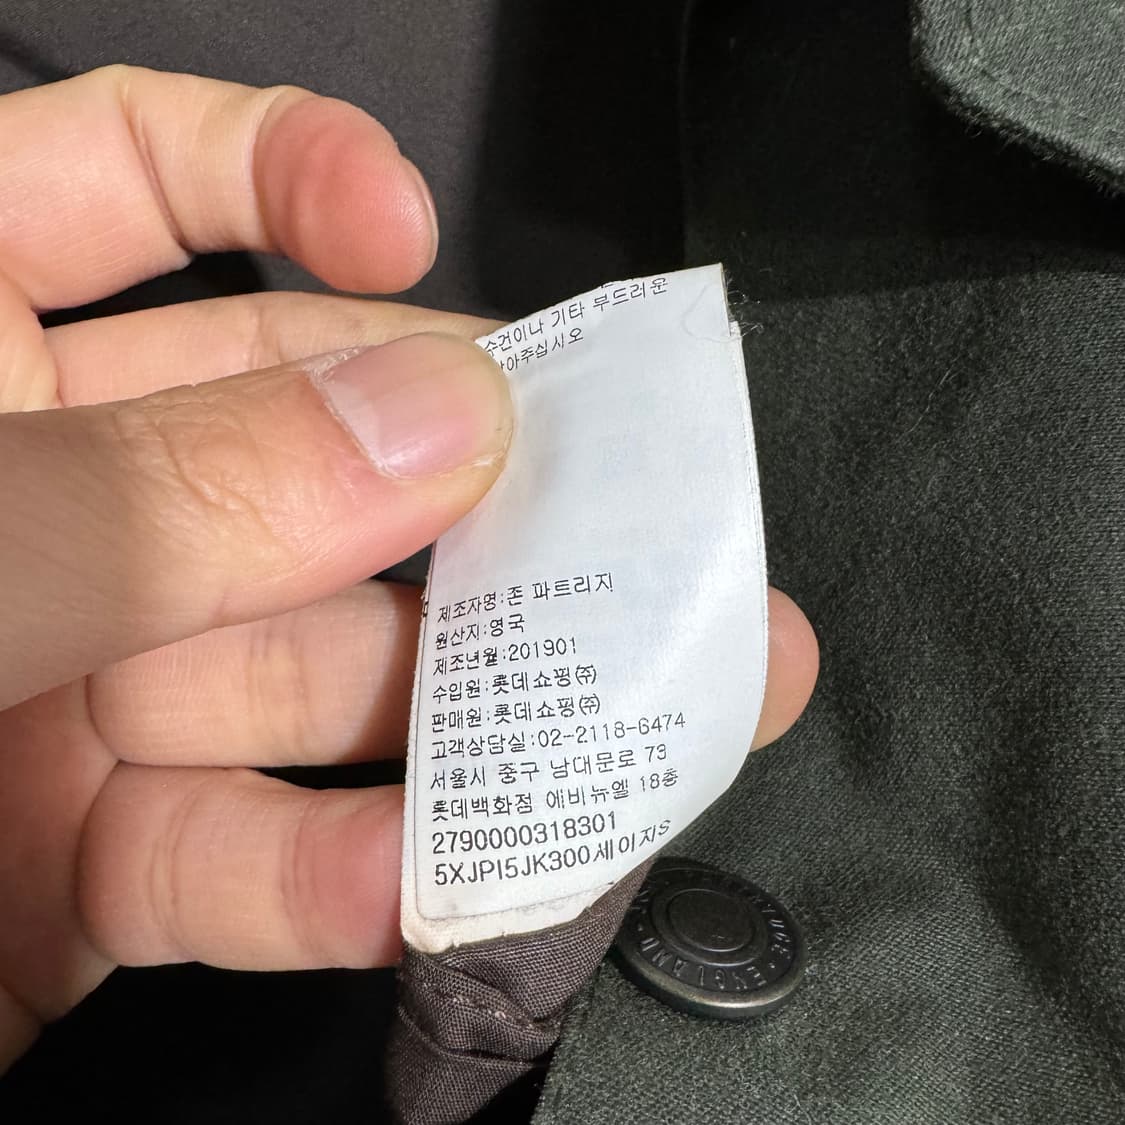 수건이나 기타 부드러운
아주십시오
제조자명:존 파트리지
원산지:영국
제조년월:201901
수입원:롯데쇼핑㈜
판매원:롯데쇼핑㈜
고객상담실:02-2118-6474
서울시 중구 남대문로 73
롯데백화점 에비뉴엘 18층
2790000318301
5XJPI5JK300세이지S
ENGLAND